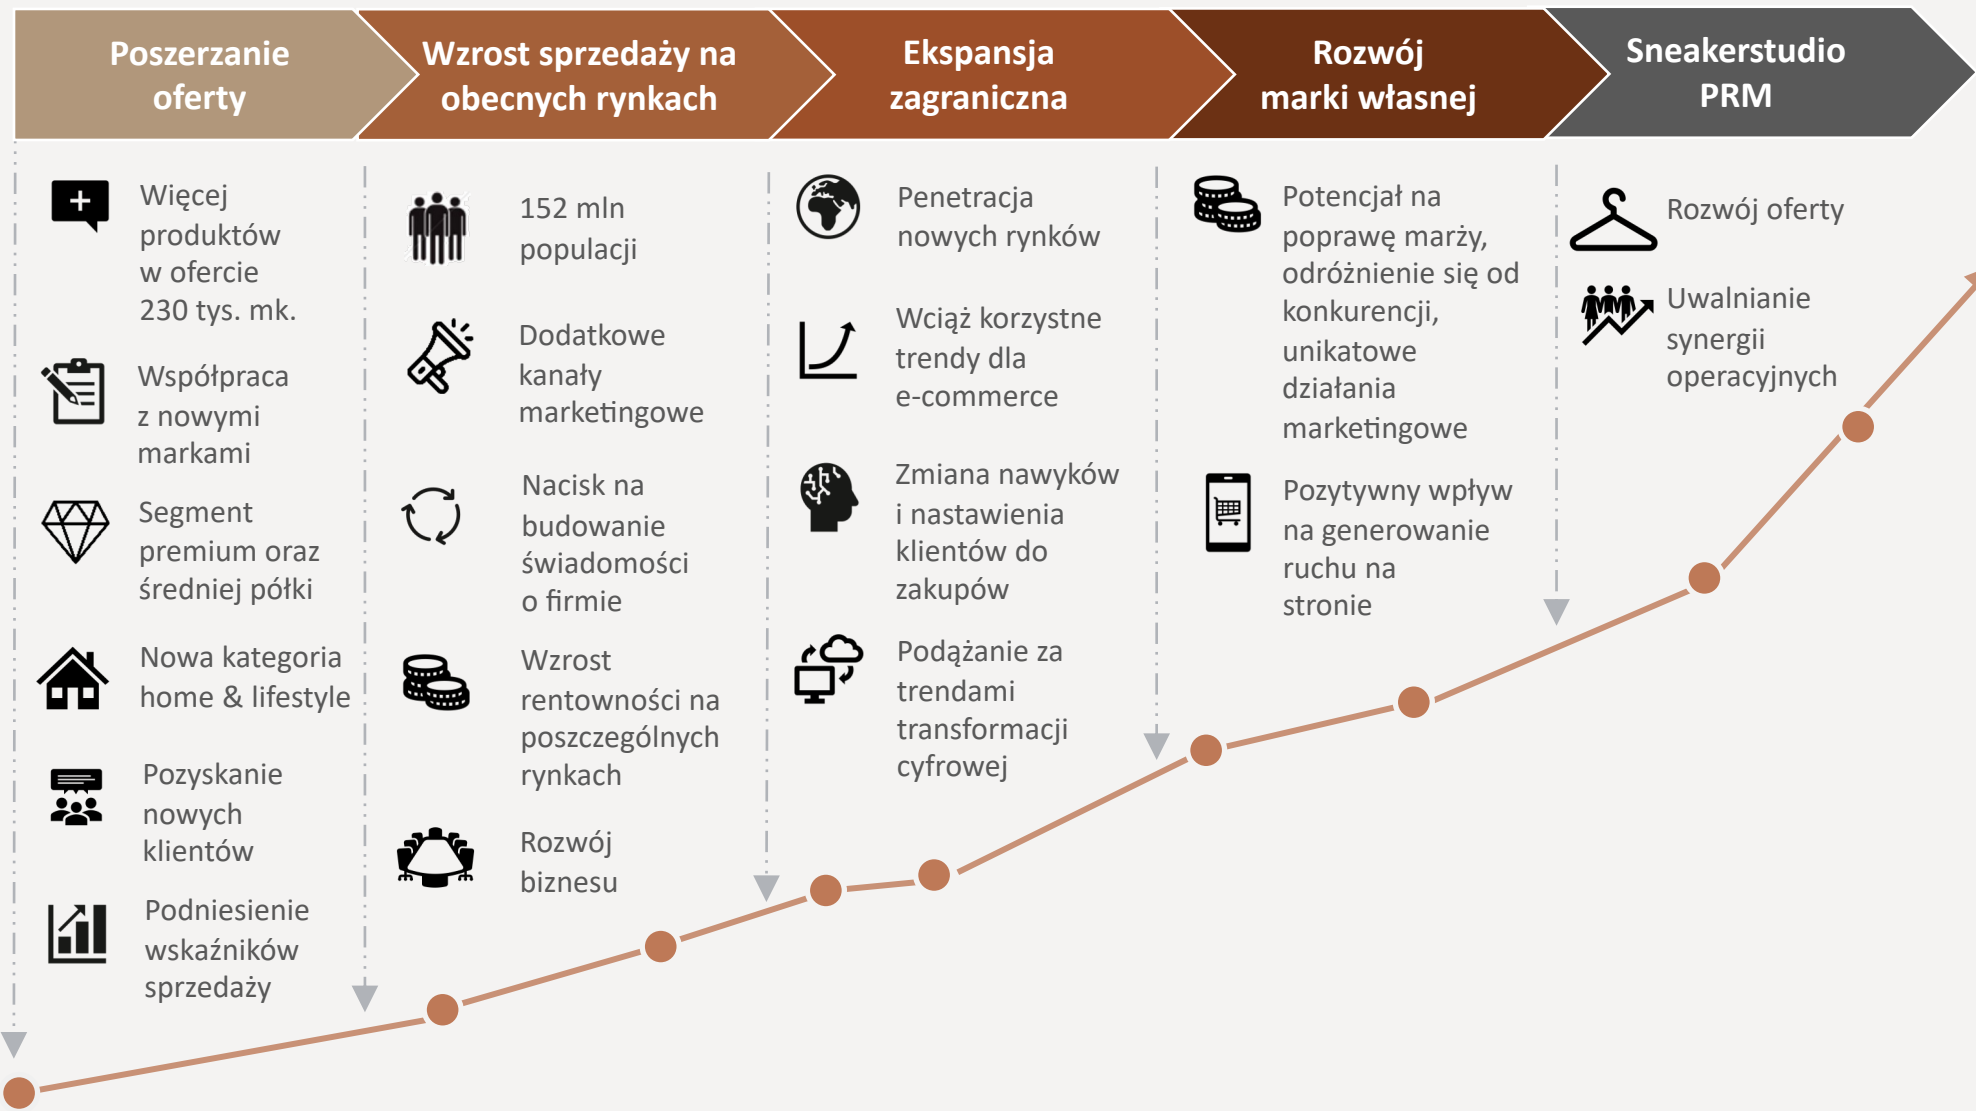 Poszerzanie
oferty
Wzrost sprzedaży na
obecnych rynkach
Ekspansja
zagraniczna
Rozwój
marki własnej
Sneakerstudio
PRM
Więcej
produktów
w ofercie
230 tys. mk.
Współpraca
z nowymi
markami
Segment
premium oraz
średniej półki
Nowa kategoria
home & lifestyle
Pozyskanie
nowych
klientów
Podniesienie
wskaźników
sprzedaży
152 mln
populacji
Dodatkowe
kanały
marketingowe
Nacisk na
budowanie
świadomości
o firmie
Wzrost
rentowności na
poszczególnych
rynkach
Rozwój
biznesu
Penetracja
nowych rynków
Wciąż korzystne
trendy dla
e-commerce
Zmiana nawyków
i nastawienia
klientów do
zakupów
Podążanie za
trendami
transformacji
cyfrowej
Potencjał na
poprawę marży,
odróżnienie się od
konkurencji,
unikatowe
działania
marketingowe
Pozytywny wpływ
na generowanie
ruchu na
stronie
Rozwój oferty
Uwalnianie
synergii
operacyjnych